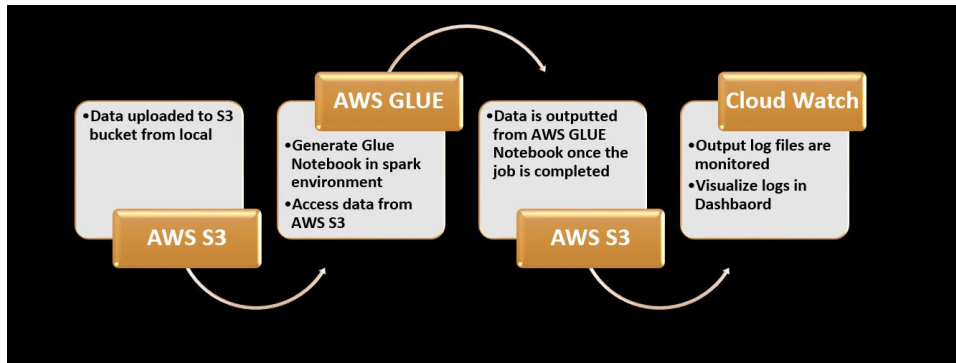 •Data uploaded to S3
bucket from local
AWS S3
AWS GLUE
•Generate Glue
Notebook in spark
environment
•Access data from
AWS S3
•Data is outputted
from AWS GLUE
Notebook once the
job is completed
AWS S3
Cloud Watch
•Output log files are
monitored
•Visualize logs in
Dashbaord